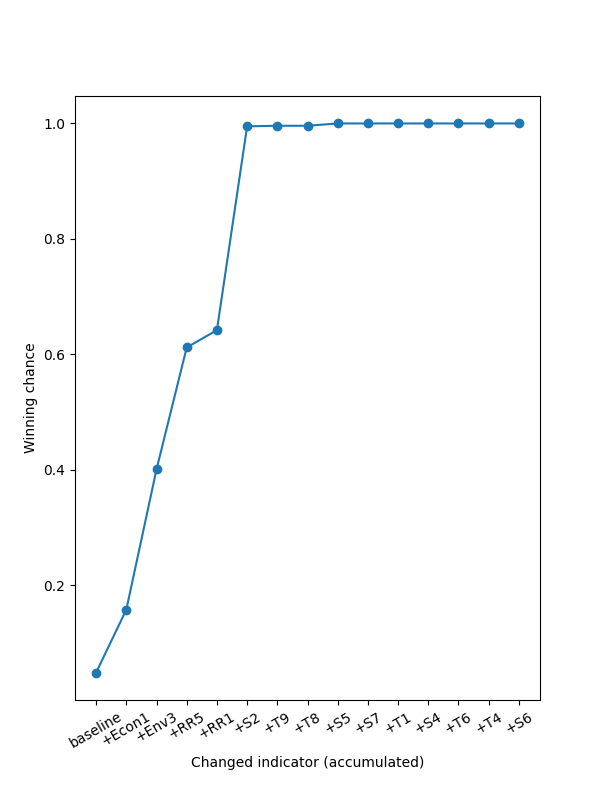 1.0
0.8
0.6
0.4
0.2
Winning chance
baseline
+Econ1
+Env3
+RR5
+RR1
+S2
+T9
+T8
+S5
+S7
+T1
+S4
+T6
+T4
+S6
Changed indicator (accumulated)